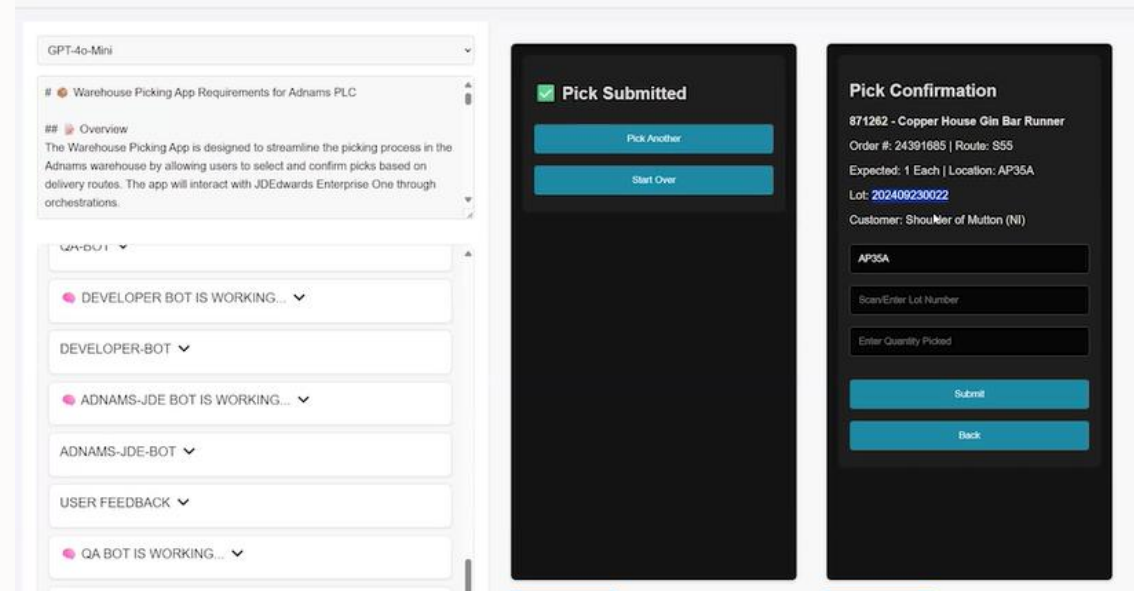 GPT-4o-Mini
# 📦 Warehouse Picking App Requirements for Adnams PLC
## 📝 Overview
The Warehouse Picking App is designed to streamline the picking process in the
Adnams warehouse by allowing users to select and confirm picks based on
delivery routes. The app will interact with JDEdwards Enterprise One through
orchestrations.
QA-BOT
🧠 DEVELOPER BOT IS WORKING...
DEVELOPER-BOT
🧠 ADNAMS-JDE BOT IS WORKING...
ADNAMS-JDE-BOT
USER FEEDBACK
🧠 QA BOT IS WORKING...
✅ Pick Submitted
Pick Another
Start Over
Pick Confirmation
871262 - Copper House Gin Bar Runner
Order #: 24391685 | Route: S55
Expected: 1 Each | Location: AP35A
Lot: 202409230022
Customer: Shoulder of Mutton (NI)
AP35A
Scan/Enter Lot Number
Enter Quantity Picked
Submit
Back